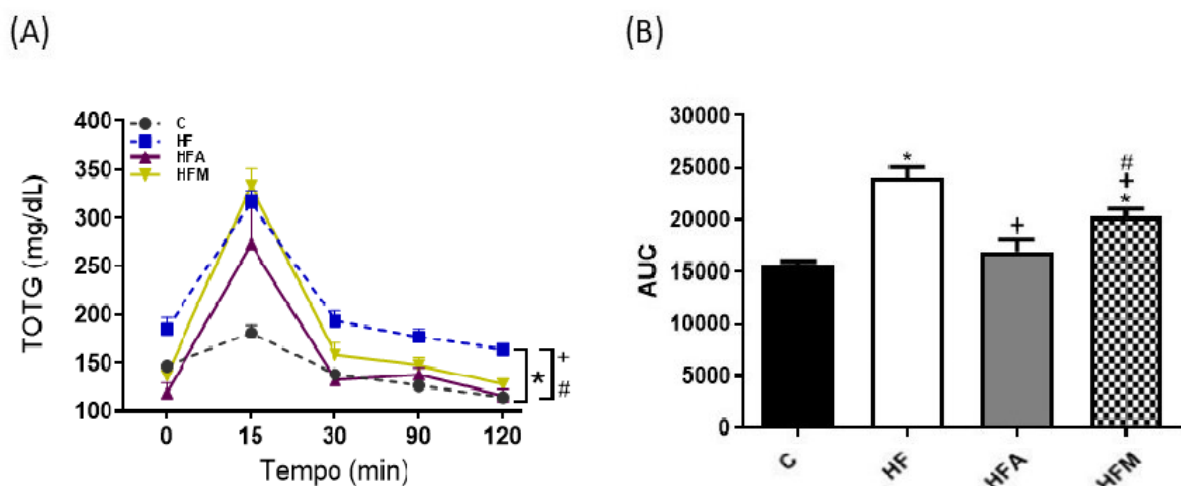 (A)
C
HF
HFA
HFM
400
350
300
250
200
150
100
TOTG (mg/dL)
0 15 30 90 120
Tempo (min)
* + #
(B)
30000
25000
20000
15000
10000
5000
0
AUC
*
+
#
+
*
C HF HFA HFM